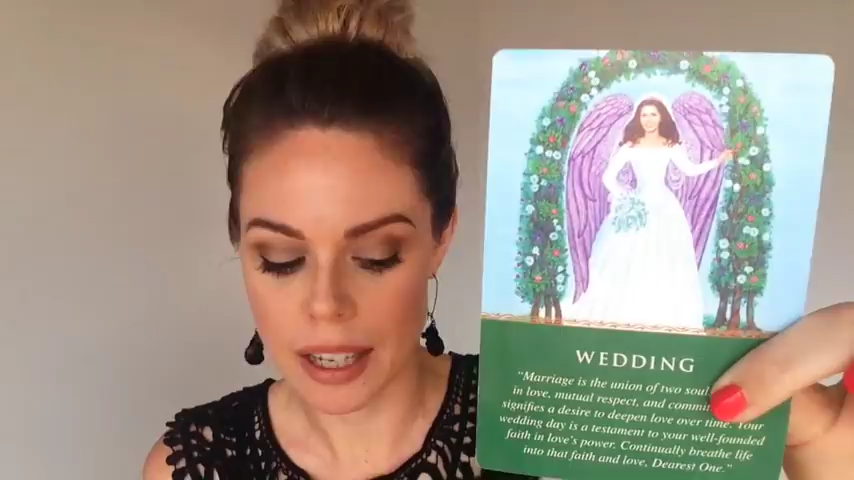 WEDDING
"Marriage is the union of two soul
in love, mutual respect, and commit
signifies a desire to deepen love over time. Your
wedding day is a testament to your well-founded
faith in love's power. Continually breathe life
into that faith and love, Dearest One."